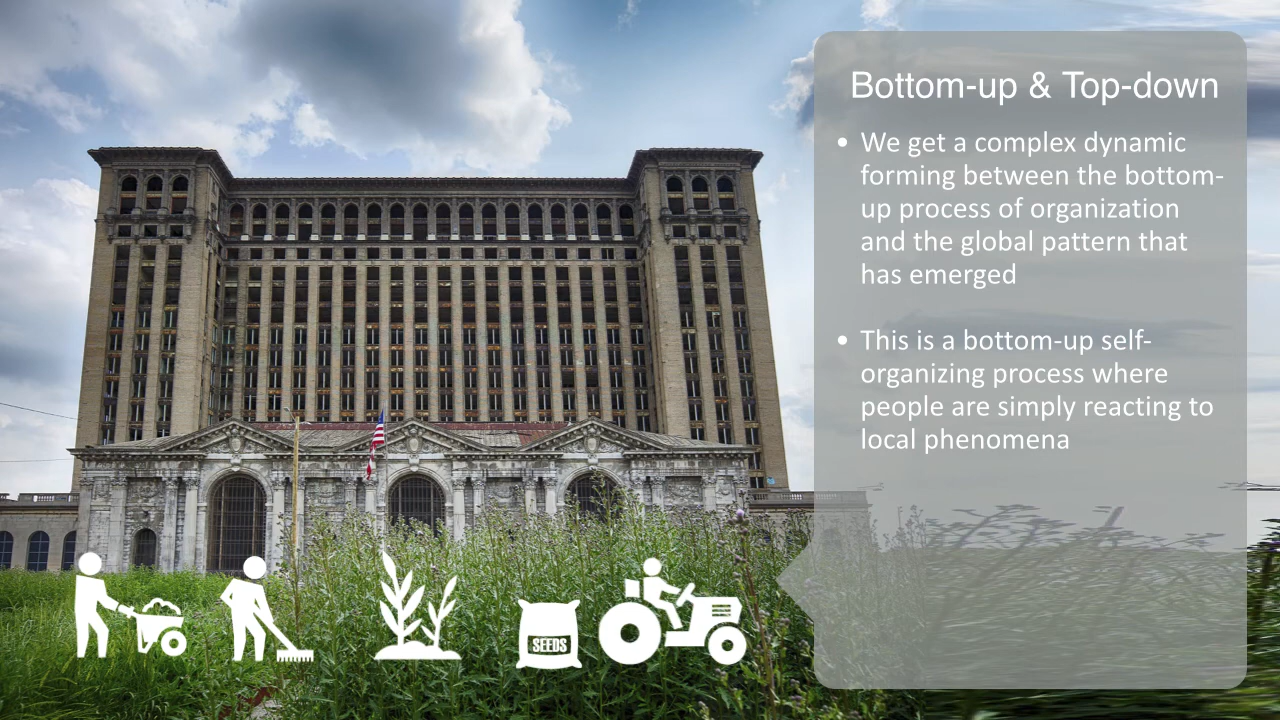 Bottom-up & Top-down
• We get a complex dynamic
forming between the bottom-
up process of organization
and the global pattern that
has emerged
• This is a bottom-up self-
organizing process where
people are simply reacting to
local phenomena
SEEDS